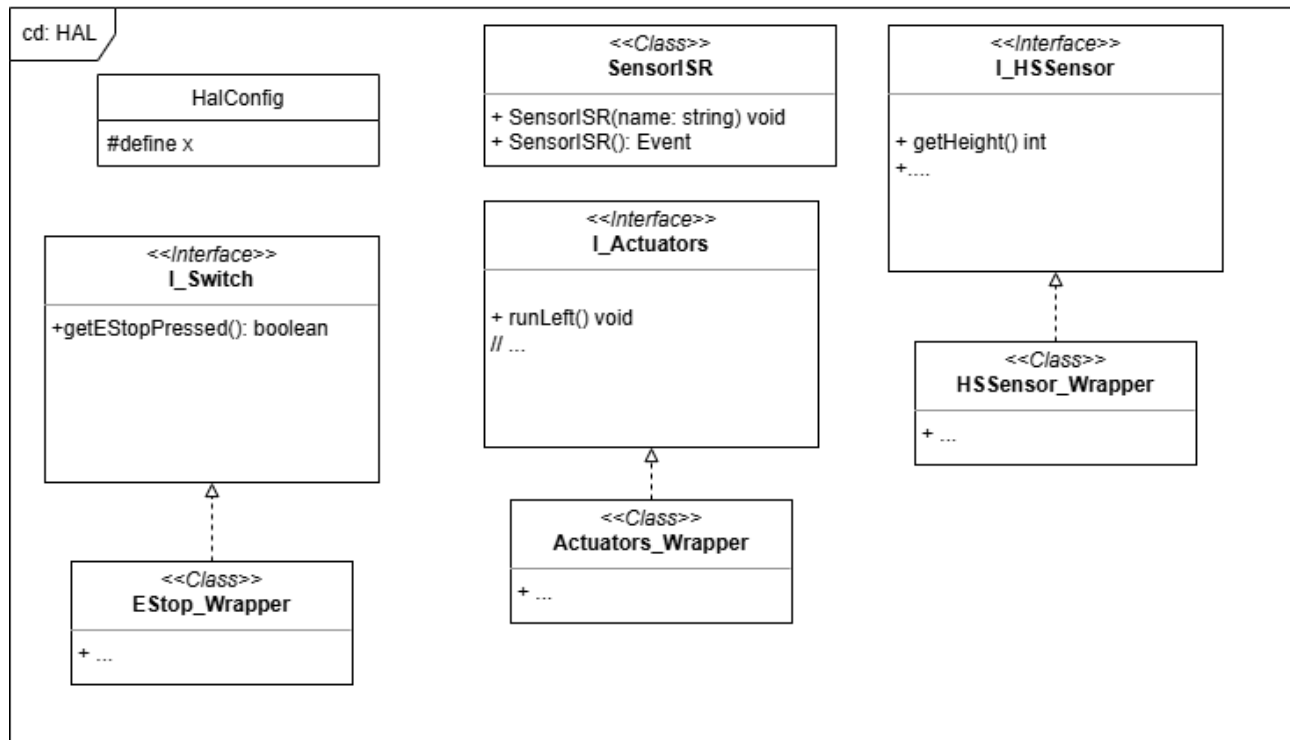 cd: HAL
HalConfig
#define x
<<Class>>
SensorISR
+ SensorISR(name: string) void
+ SensorISR(): Event
<<Interface>>
I_HSSensor
+ getHeight() int
+....
<<Interface>>
I_Switch
+getEStopPressed(): boolean
<<Interface>>
I_Actuators
+ runLeft() void
// ...
<<Class>>
HSSensor_Wrapper
+ ...
<<Class>>
Actuators_Wrapper
+ ...
<<Class>>
EStop_Wrapper
+ ...